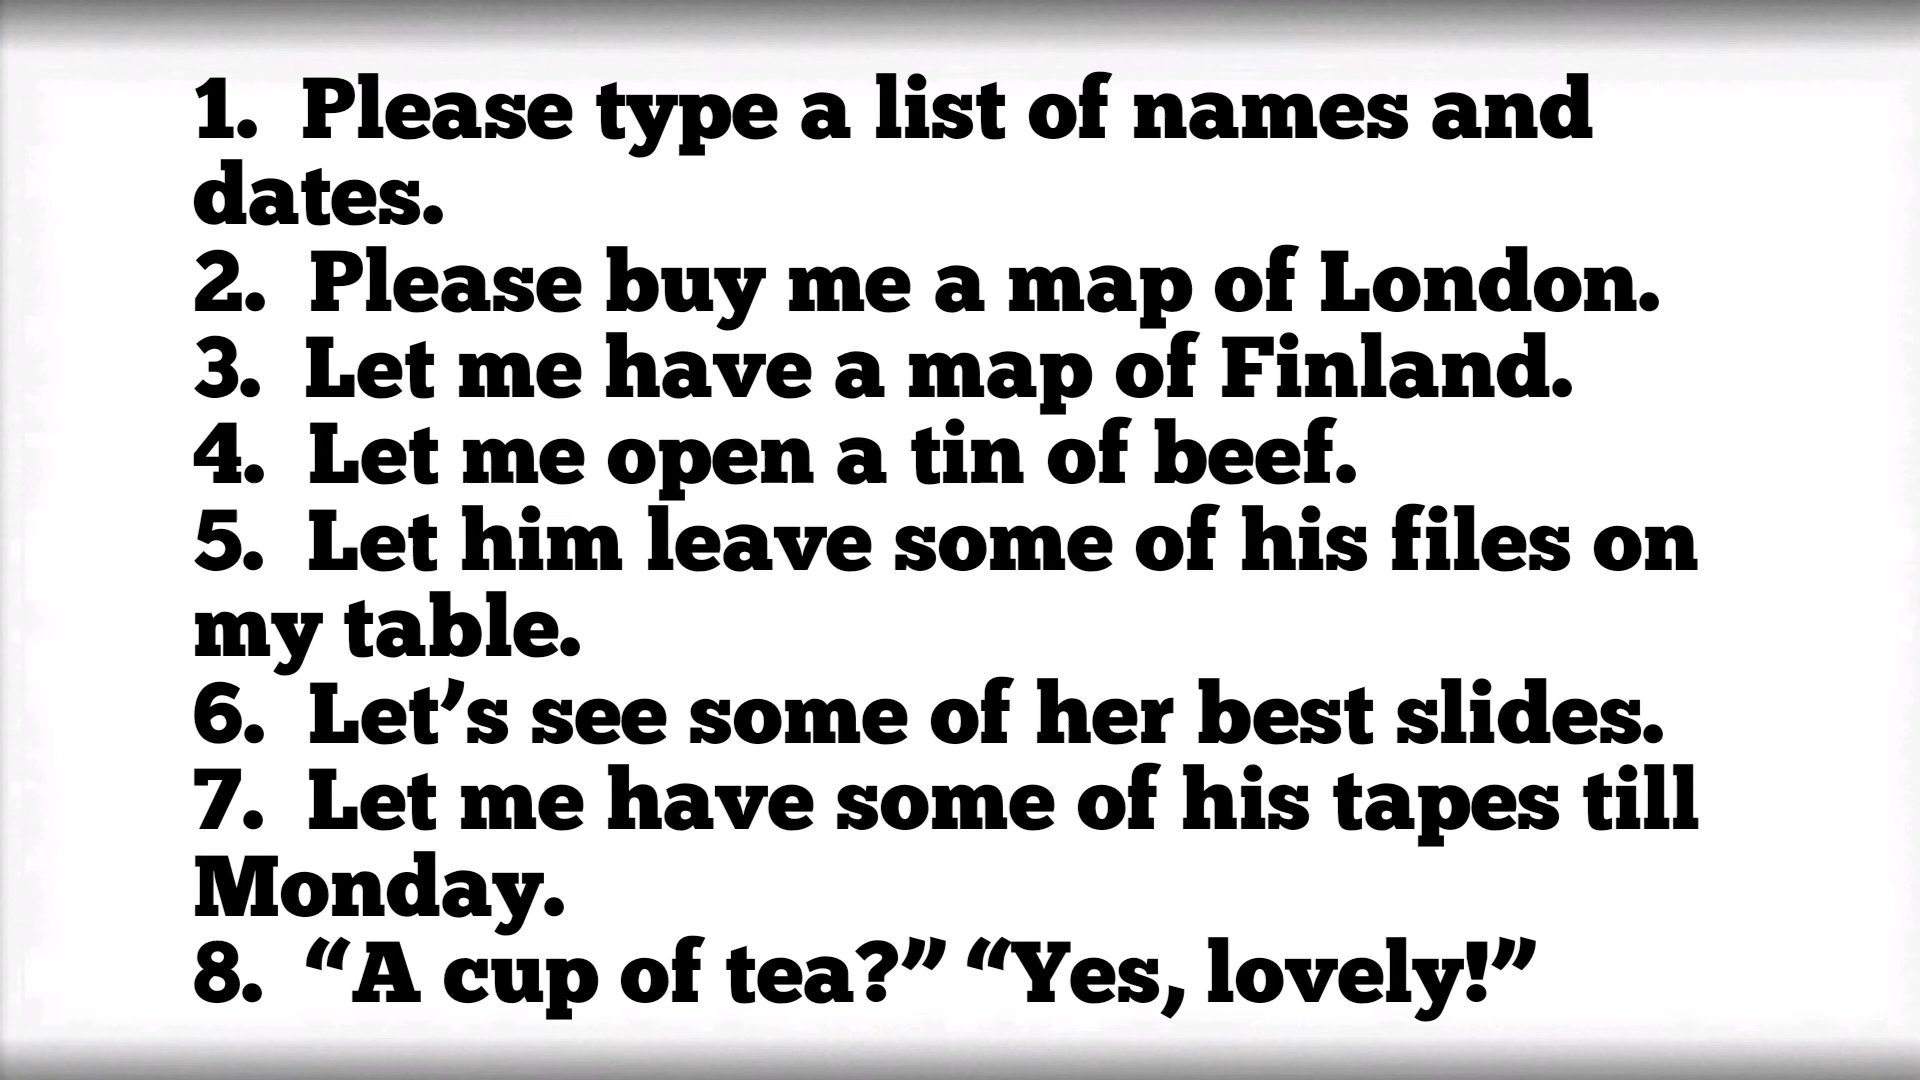 1. Please type a list of names and
dates.
2. Please buy me a map of London.
3. Let me have a map of Finland.
4. Let me open a tin of beef.
5. Let him leave some of his files on
my table.
6. Let’s see some of her best slides.
7. Let me have some of his tapes till
Monday.
8. “A cup of tea?” “Yes, lovely!”